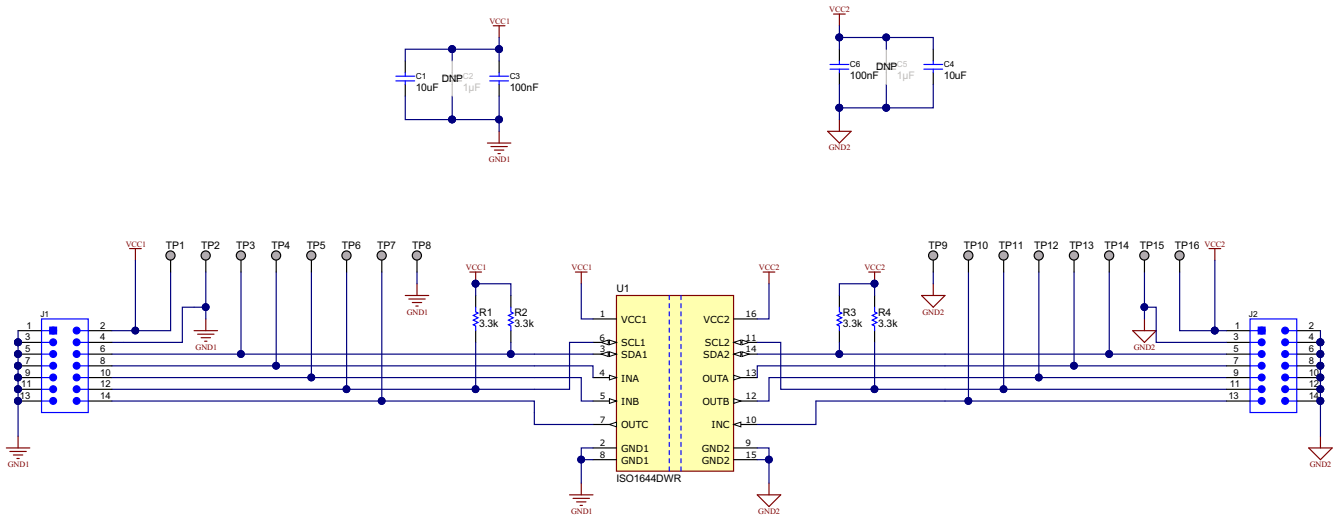 VCC1
C1
10uF
DNP
C2
1µF
C3
100nF
GND1
VCC2
C6
100nF
DNP
C5
1µF
C4
10uF
GND2
VCC1
TP1
TP2
TP3
TP4
TP5
TP6
TP7
TP8
GND1
GND1
J1
1
3
5
7
9
11
13
2
4
6
8
10
12
14
GND1
VCC1
R1
3.3k
R2
3.3k
VCC1
U1
1
VCC1
6
SCL1
3
SDA1
4
INA
5
INB
7
OUTC
2
GND1
8
GND1
VCC2
16
SCL2
11
SDA2
14
OUTA
13
OUTB
12
INC
10
GND2
9
GND2
15
ISO1644DWR
GND1
VCC2
GND2
VCC2
R3
3.3k
R4
3.3k
TP9
TP10
TP11
TP12
TP13
TP14
TP15
TP16
VCC2
GND2
GND2
J2
1
3
5
7
9
11
13
2
4
6
8
10
12
14
GND2